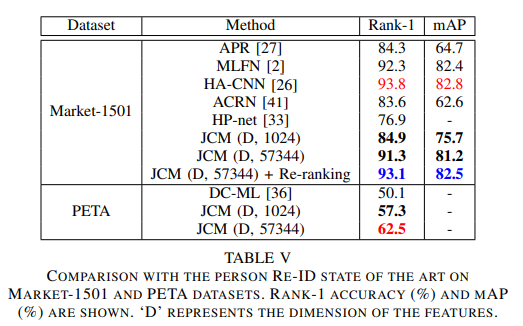 Dataset Method Rank-1 mAP
Market-1501
APR [27] 84.3 64.7
MLFN [2] 92.3 82.4
HA-CNN [26] 93.8 82.8
ACRN [41] 83.6 62.6
HP-net [33] 76.9 -
JCM (D, 1024) 84.9 75.7
JCM (D, 57344) 91.3 81.2
JCM (D, 57344) + Re-ranking 93.1 82.5
PETA
DC-ML [36] 50.1 -
JCM (D, 1024) 57.3 -
JCM (D, 57344) 62.5 -
TABLE V
COMPARISON WITH THE PERSON RE-ID STATE OF THE ART ON
MARKET-1501 AND PETA DATASETS. RANK-1 ACCURACY (%) AND MAP
(%) ARE SHOWN. ‘D’ REPRESENTS THE DIMENSION OF THE FEATURES.